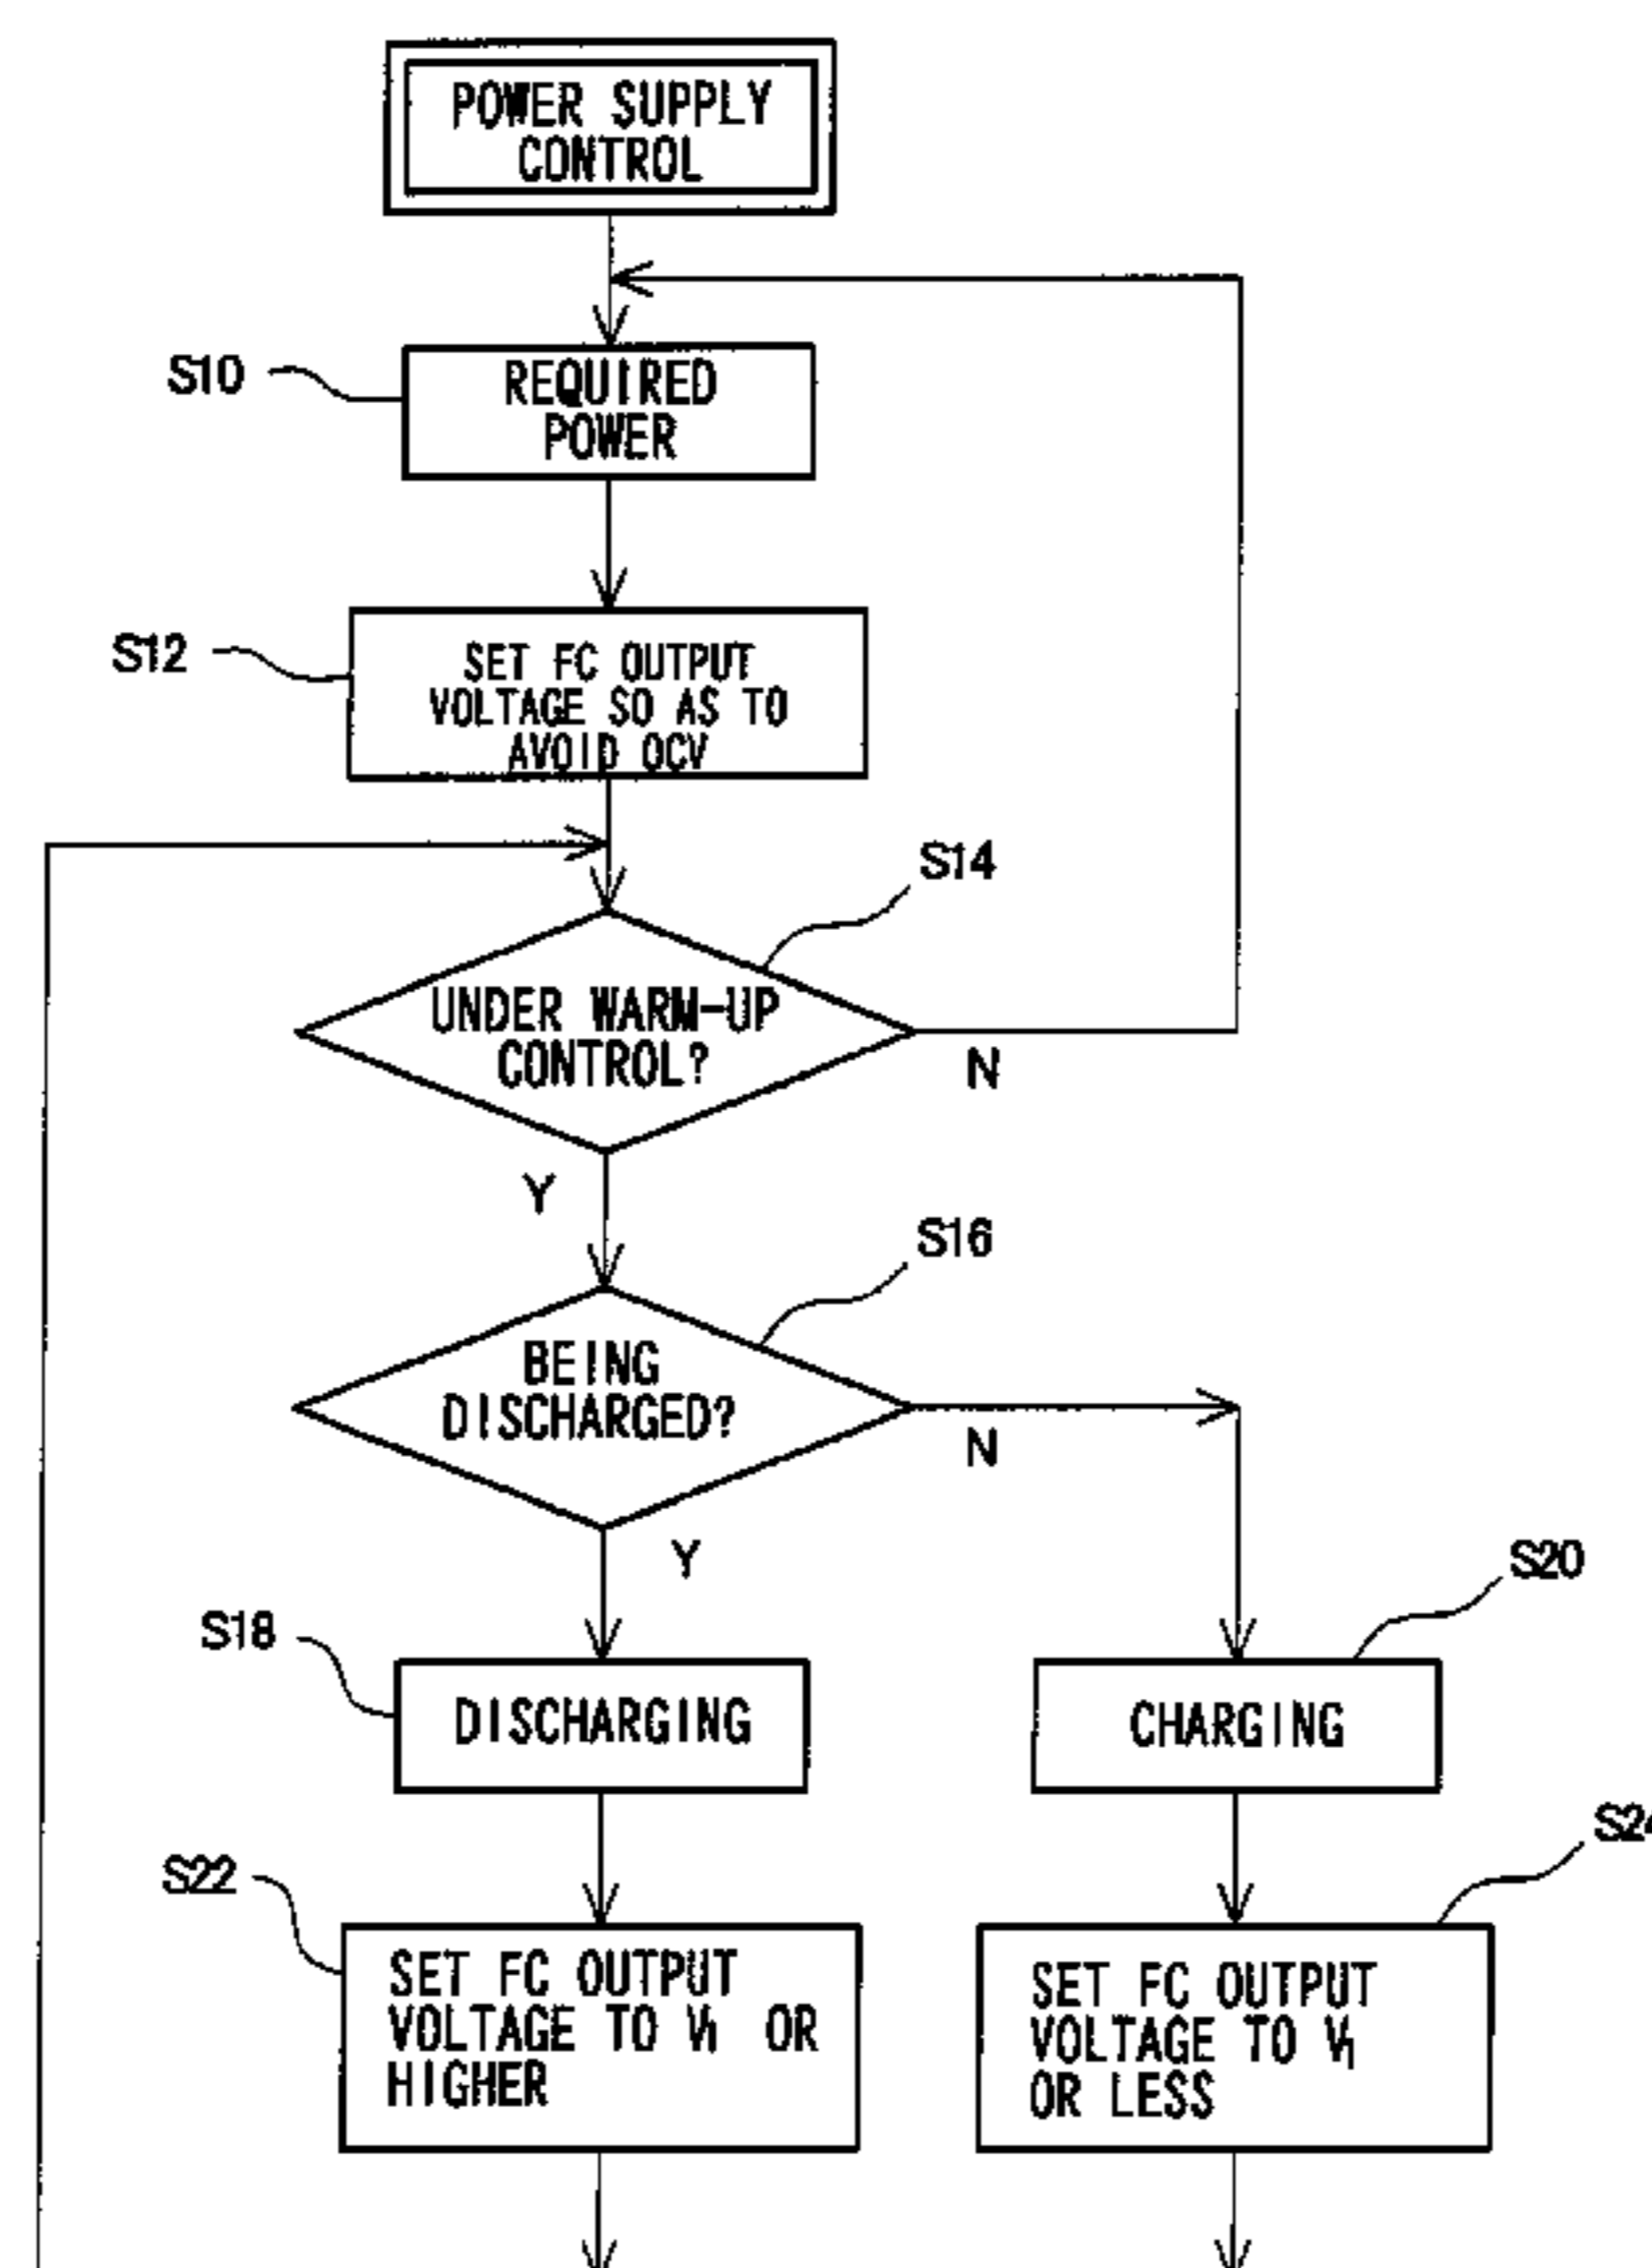 POWER SUPPLY
CONTROL
S10
REQUIRED
POWER
S12
SET FC OUTPUT
VOLTAGE SO AS TO
AVOID OCV
S14
UNDER WARM-UP
CONTROL?
N
Y
S16
BEING
DISCHARGED?
N
Y
S20
S18
DISCHARGING
CHARGING
S24
S22
SET FC OUTPUT
VOLTAGE TO V1 OR
HIGHER
SET FC OUTPUT
VOLTAGE TO V1
OR LESS